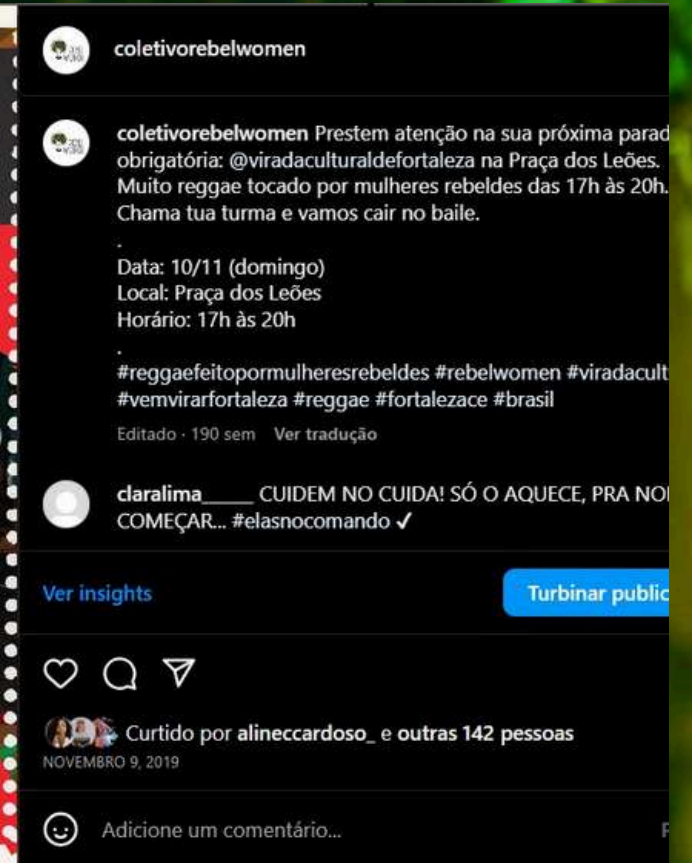 coletivorebelwomen
coletivorebelwomen Prestem atenção na sua próxima parad
obrigatória: @viradaculturaldefortaleza na Praça dos Leões.
Muito reggae tocado por mulheres rebeldes das 17h às 20h.
Chama tua turma e vamos cair no baile.
.
Data: 10/11 (domingo)
Local: Praça dos Leões
Horário: 17h às 20h
.
#reggaefeitopormulheresrebeldes #rebelwomen #viradacult
#vemvirarfortaleza #reggae #fortalezace #brasil
Editado · 190 sem Ver tradução
claralima_____ CUIDEM NO CUIDA! SÓ O AQUECE, PRA NO
COMEÇAR... #elasnocomando ✓
Ver insights
Turbinar public
Curtido por alineccardoso_ e outras 142 pessoas
NOVEMBRO 9, 2019
Adicione um comentário...